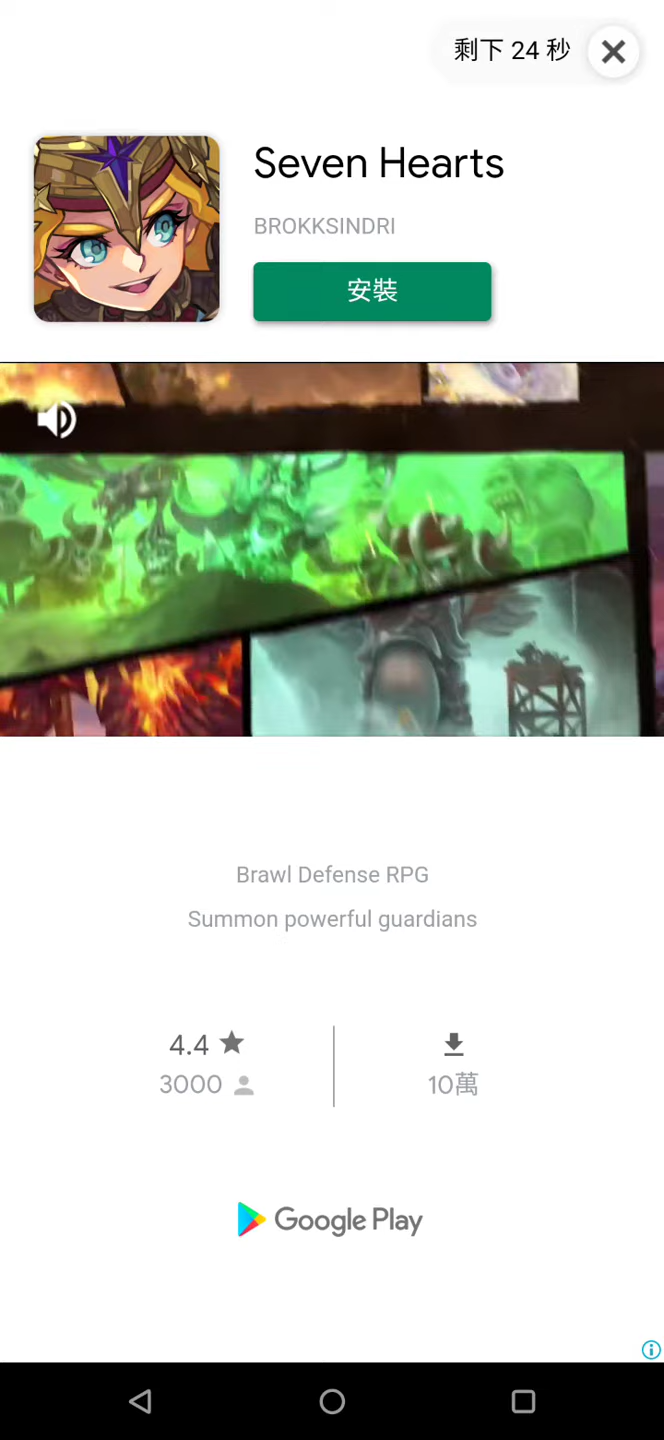 剩下 24 秒
Seven Hearts
BROKKSINDRI
安裝
Brawl Defense RPG
Summon powerful guardians
4.4
3000
10萬
Google Play